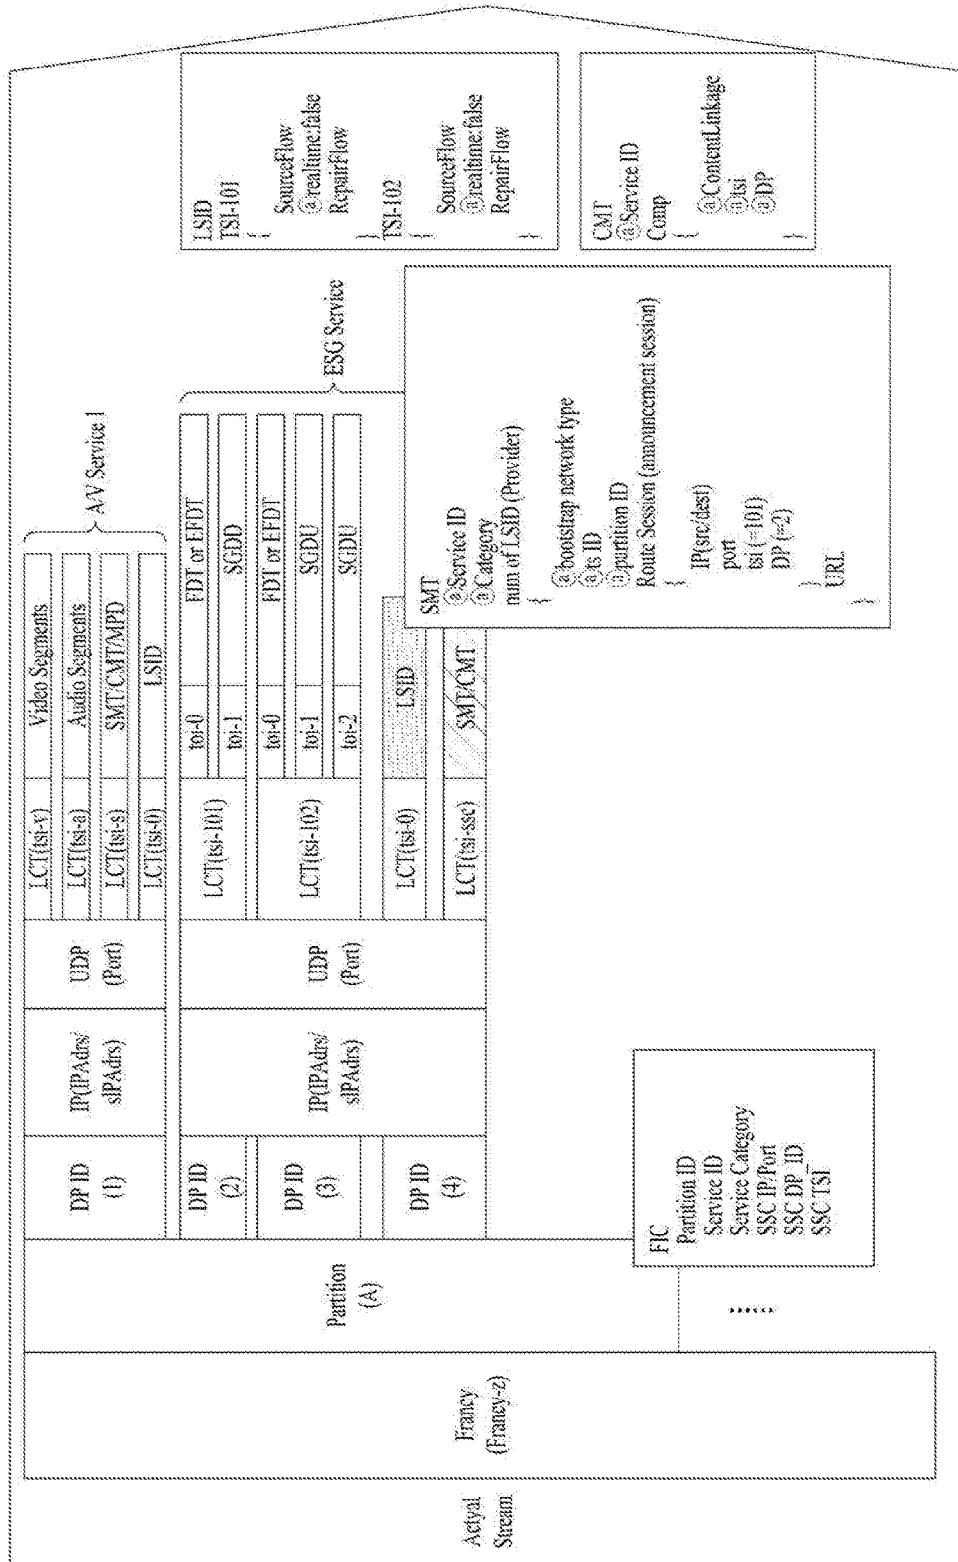 Actyal
Stream
Francy
(Francy-z)
Partition
(A)
DP ID
(1)
IP(IPAdrs/
sIPAdrs)
UDP
(Port)
LCT(tsi-v)
Video Segments
LCT(tsi-a)
Audio Segments
LCT(tsi-s)
SMT/CMT/MPD
LCT(tsi-0)
LSID
A/V Service 1
DP ID
(2)
DP ID
(3)
DP ID
(4)
IP(IPAdrs/
sIPAdrs)
UDP
(Port)
LCT(tsi-101)
toi-0
FDT or EFDT
toi-1
SGDD
LCT(tsi-102)
toi-0
FDT or EFDT
toi-1
SGDU
toi-2
SGDU
LCT(tsi-0)
LSID
LCT(tsi-ssc)
SMT/CMT
ESG Service
......
FIC
Partition ID
Service ID
Service Category
SSC IP/Port
SSC DP_ID
SSC TSI
SMT
@Service ID
@Category
num of LSID (Provider)
{
@bootstrap network type
@ts ID
@partition ID
Route Session (announcement session)
{
IP(src/dest)
port
tsi (=101)
DP (=2)
}
URL
}
LSID
TSI-101
{
SourceFlow
@realtime:false
RepairFlow
}
TSI-102
{
SourceFlow
@realtime:false
RepairFlow
}
CMT
@Service ID
Comp
{
@ContentLinkage
@tsi
@DP
}